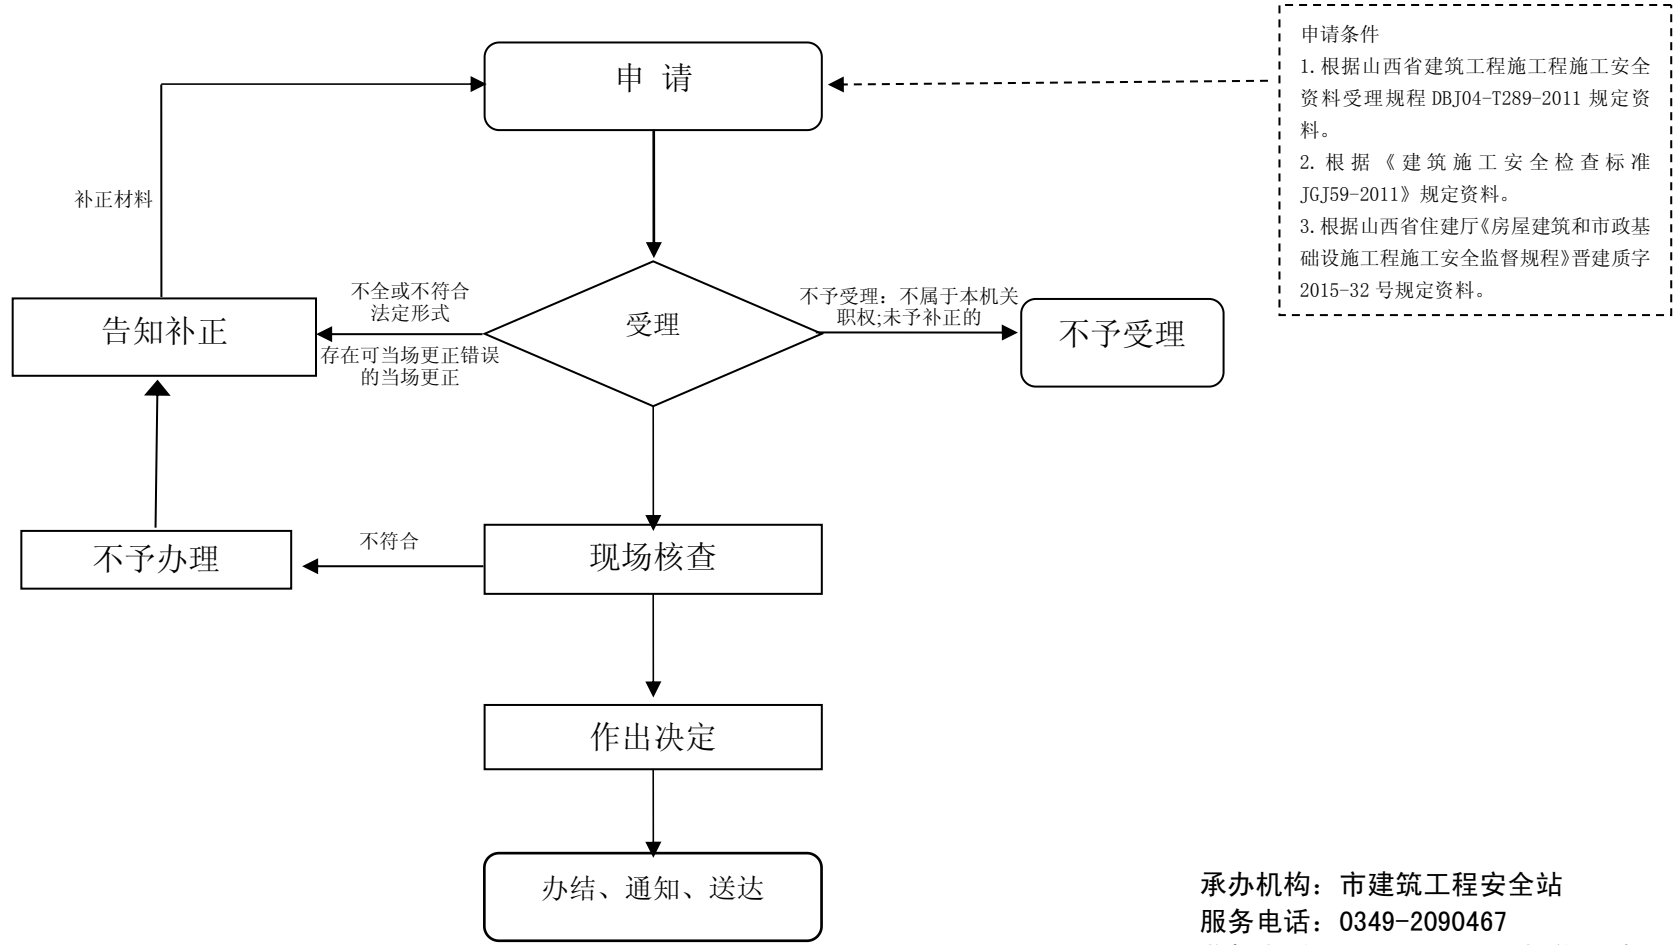 申 请
申请条件
1.根据山西省建筑工程施工程施工安全
资料受理规程 DBJ04-T289-2011 规定资
料。
2.根据《建筑施工安全检查标准
JGJ59-2011》规定资料。
3.根据山西省住建厅《房屋建筑和市政基
础设施工程施工安全监督规程》晋建质字
2015-32 号规定资料。
补正材料
告知补正
不全或不符合
法定形式
存在可当场更正错误
的当场更正
受理
不予受理：不属于本机关
职权;未予补正的
不予受理
不予办理
不符合
现场核查
作出决定
办结、通知、送达
承办机构：市建筑工程安全站
服务电话：0349-2090467